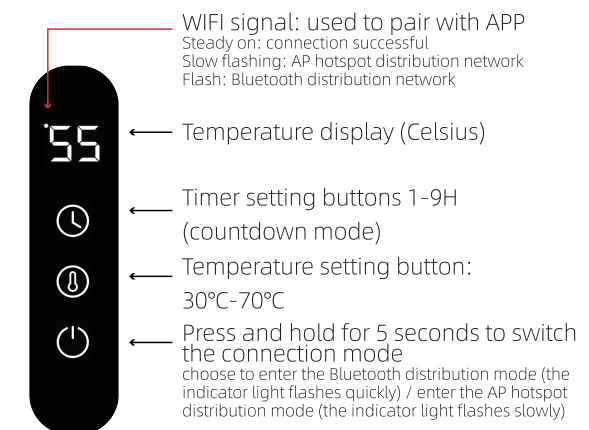 WIFI signal: used to pair with APP
Steady on: connection successful
Slow flashing: AP hotspot distribution network
Flash: Bluetooth distribution network
55
Temperature display (Celsius)
Timer setting buttons 1-9H
(countdown mode)
Temperature setting button:
30℃-70℃
Press and hold for 5 seconds to switch
the connection mode
choose to enter the Bluetooth distribution mode (the
indicator light flashes quickly) / enter the AP hotspot
distribution mode (the indicator light flashes slowly)